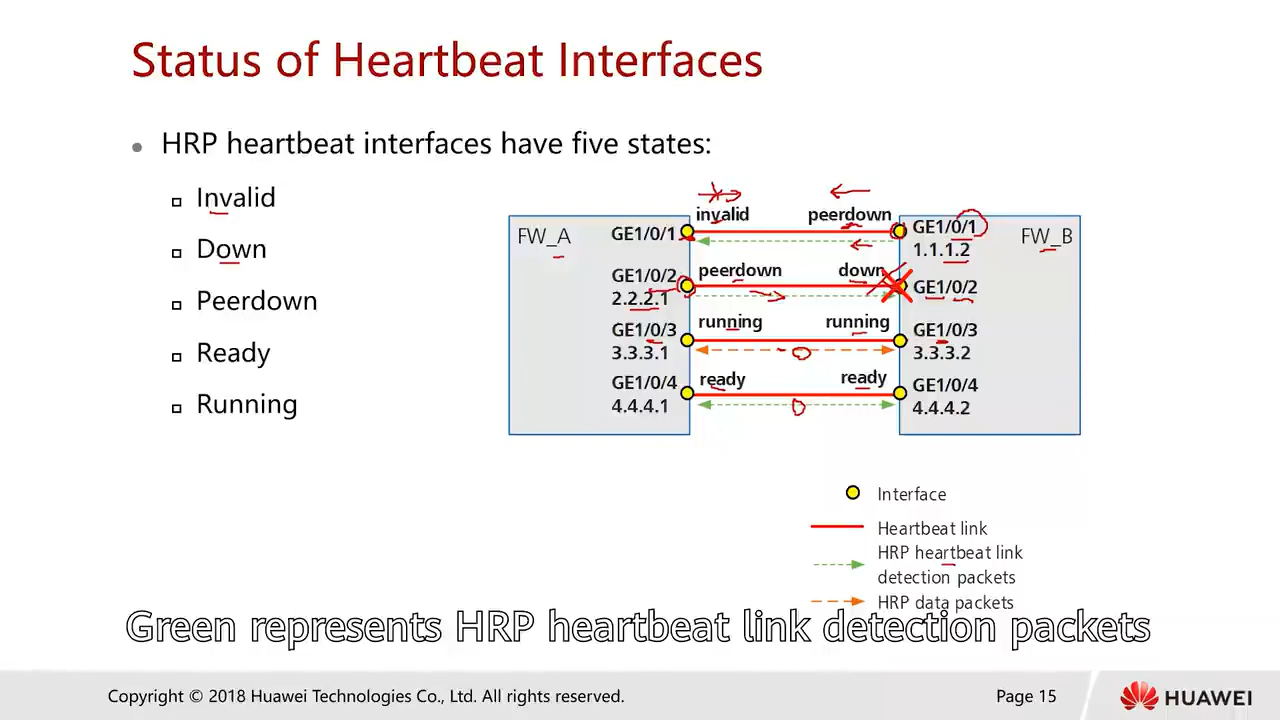 Status of Heartbeat Interfaces
HRP heartbeat interfaces have five states:
Invalid
Down
Peerdown
Ready
Running
invalid peerdown
FW_A GE1/0/1 GE1/0/1 FW_B
1.1.1.2
GE1/0/2 peerdown down GE1/0/2
2.2.2.1
GE1/0/3 running running GE1/0/3
3.3.3.1 3.3.3.2
GE1/0/4 ready ready GE1/0/4
4.4.4.1 4.4.4.2
Interface
Heartbeat link
HRP heartbeat link
detection packets
HRP data packets
Green represents HRP heartbeat link detection packets
Copyright © 2018 Huawei Technologies Co., Ltd. All rights reserved. Page 15 HUAWEI